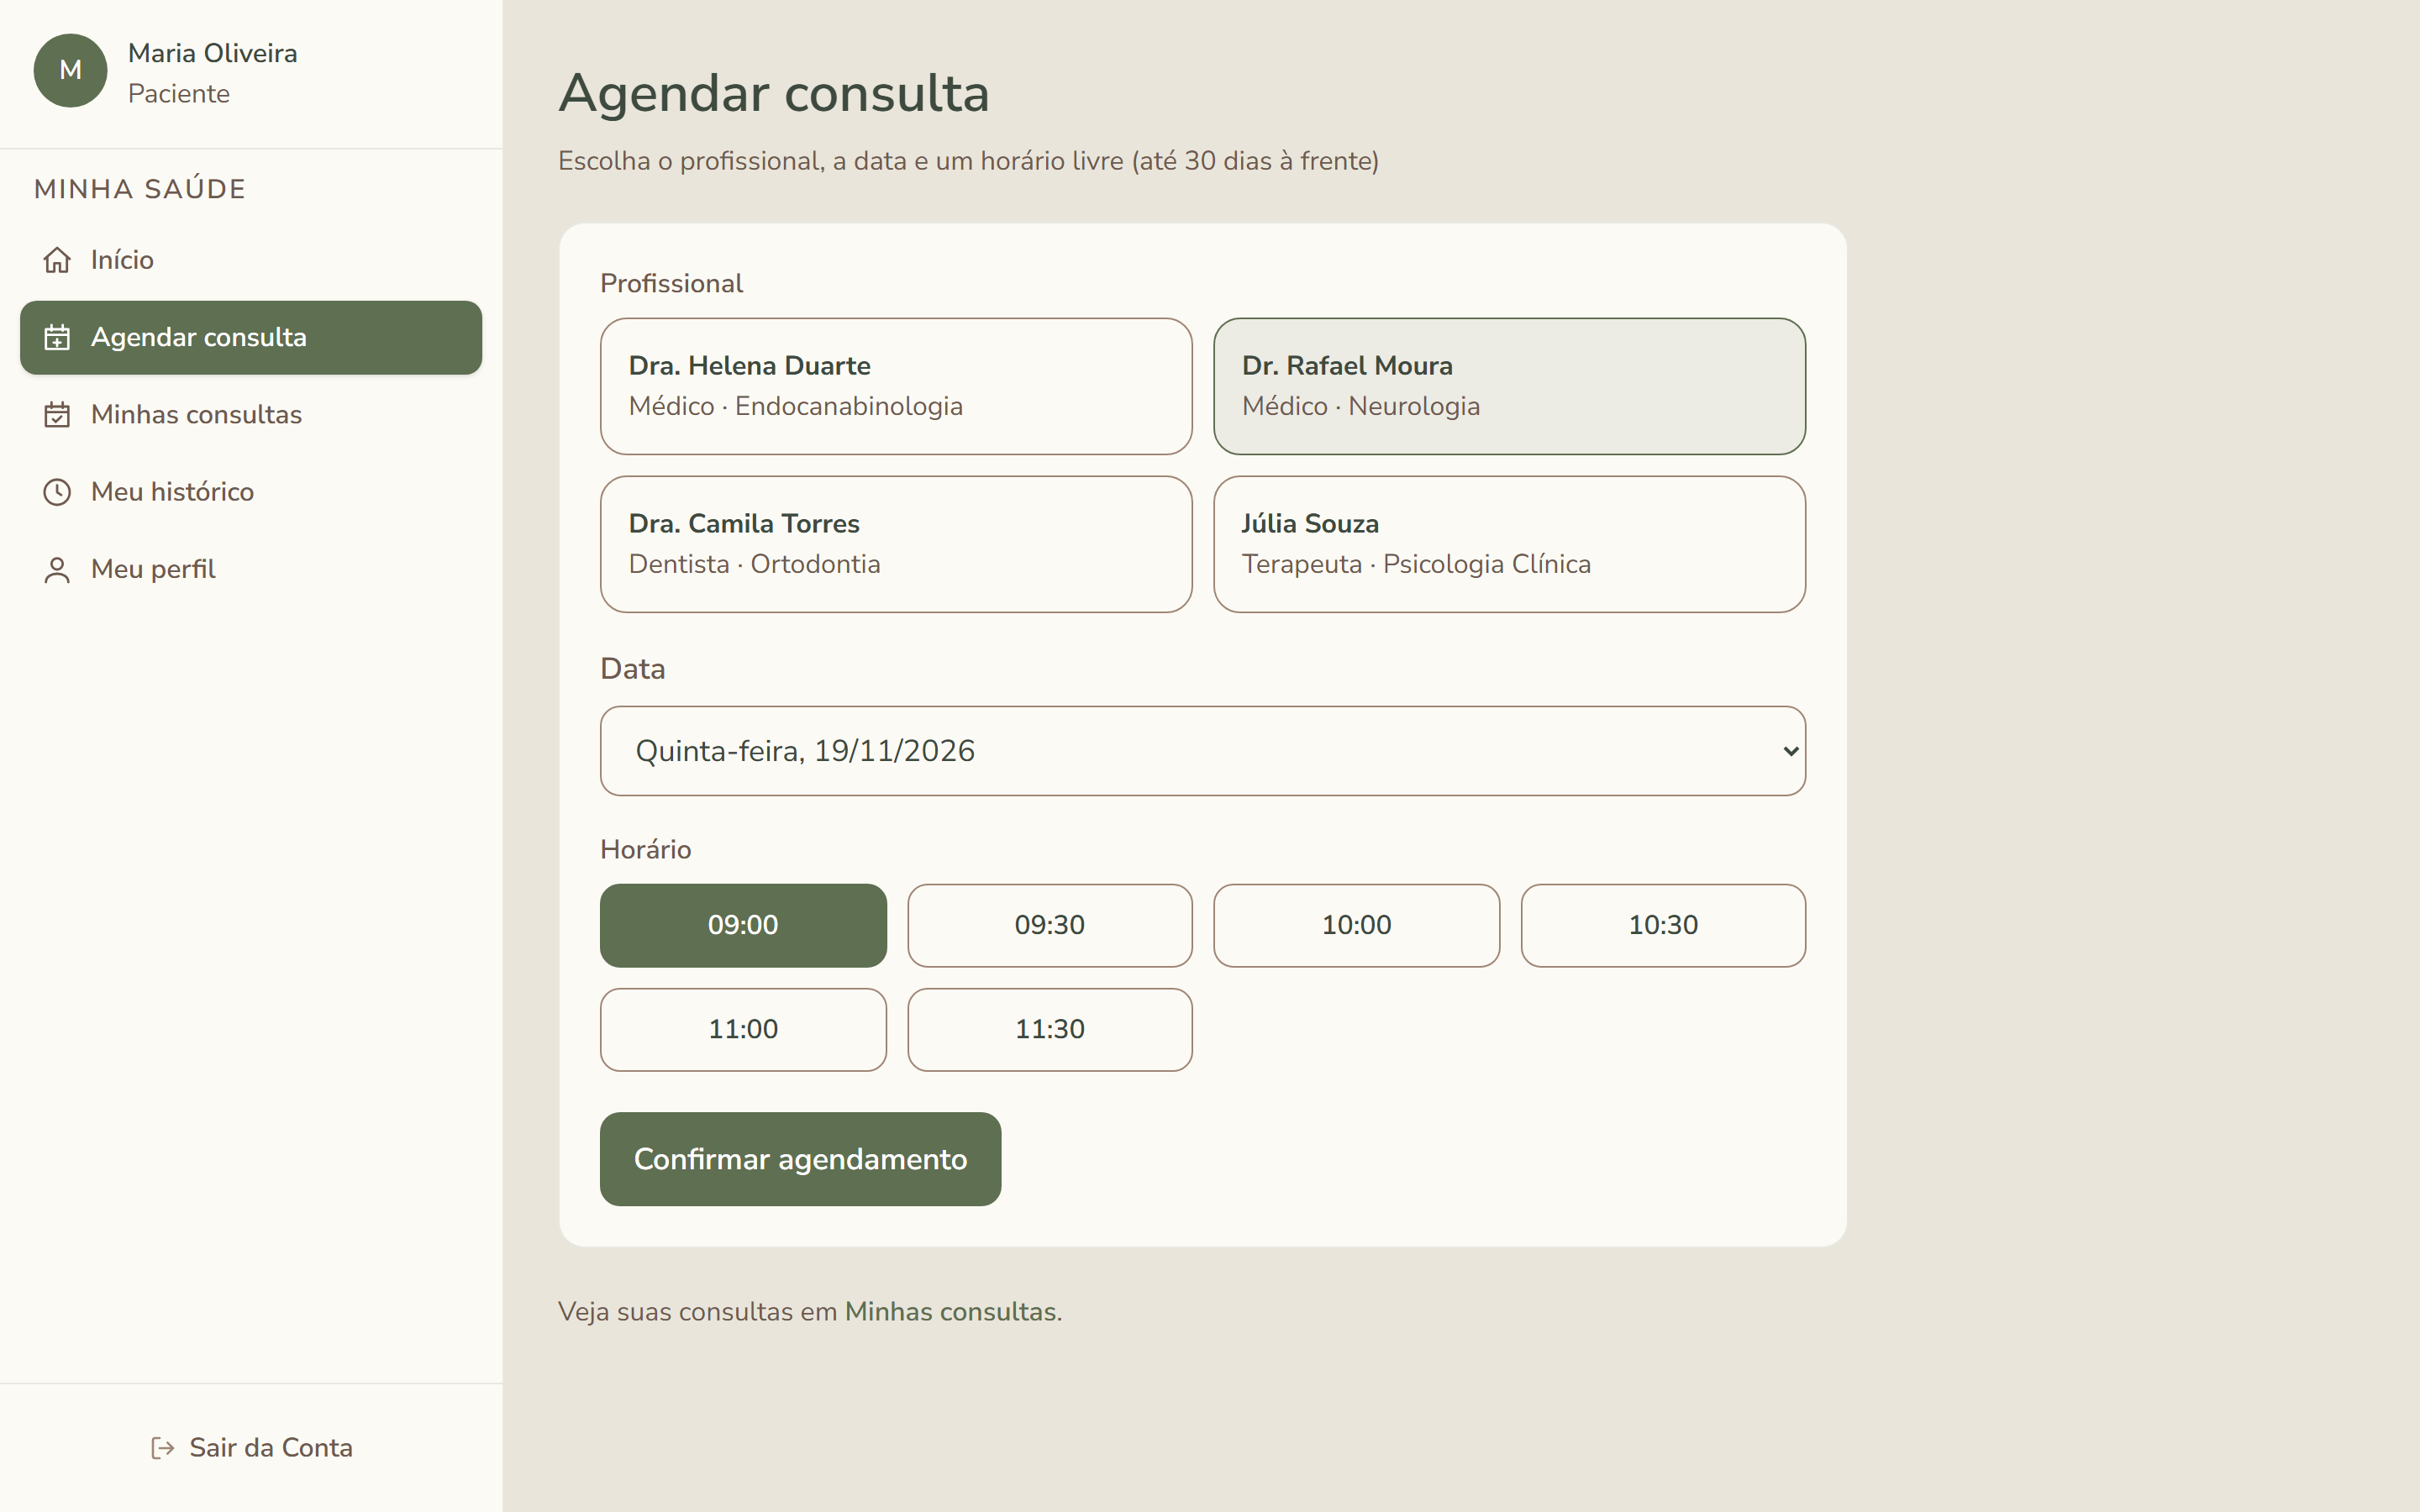 M
Maria Oliveira
Paciente
MINHA SAÚDE
Início
Agendar consulta
Minhas consultas
Meu histórico
Meu perfil
Sair da Conta
Agendar consulta
Escolha o profissional, a data e um horário livre (até 30 dias à frente)
Profissional
Dra. Helena Duarte
Médico · Endocanabinologia
Dr. Rafael Moura
Médico · Neurologia
Dra. Camila Torres
Dentista · Ortodontia
Júlia Souza
Terapeuta · Psicologia Clínica
Data
Quinta-feira, 19/11/2026
Horário
09:00
09:30
10:00
10:30
11:00
11:30
Confirmar agendamento
Veja suas consultas em Minhas consultas.